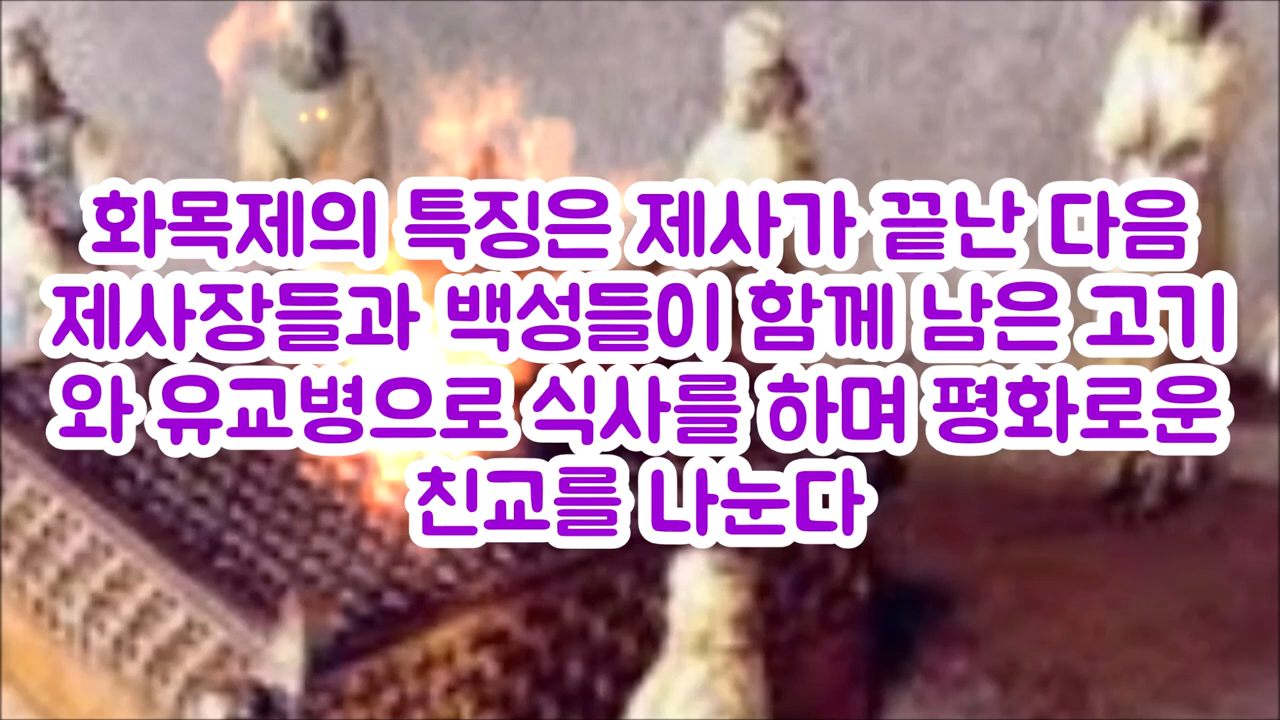 화목제의 특징은 제사가 끝난 다음
제사장들과 백성들이 함께 남은 고기
와 유교병으로 식사를 하며 평화로운
친교를 나눈다